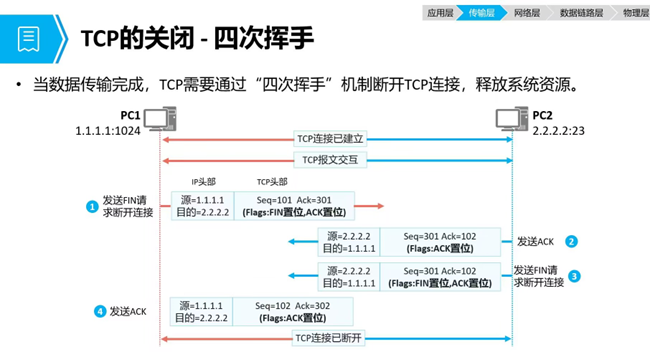 应用层 传输层 网络层 数据链路层 物理层
TCP的关闭 - 四次挥手
• 当数据传输完成，TCP需要通过“四次挥手”机制断开TCP连接，释放系统资源。
PC1
1.1.1.1:1024
PC2
2.2.2.2:23
TCP连接已建立
TCP报文交互
IP头部 TCP头部
1 发送FIN请
求断开连接
源=1.1.1.1
目的=2.2.2.2
Seq=101 Ack=301
(Flags:FIN置位,ACK置位)
源=2.2.2.2
目的=1.1.1.1
Seq=301 Ack=102
(Flags:ACK置位)
发送ACK 2
源=2.2.2.2
目的=1.1.1.1
Seq=301 Ack=102
(Flags:FIN置位,ACK置位)
发送FIN请
求断开连接 3
4 发送ACK
源=1.1.1.1
目的=2.2.2.2
Seq=102 Ack=302
(Flags:ACK置位)
TCP连接已断开